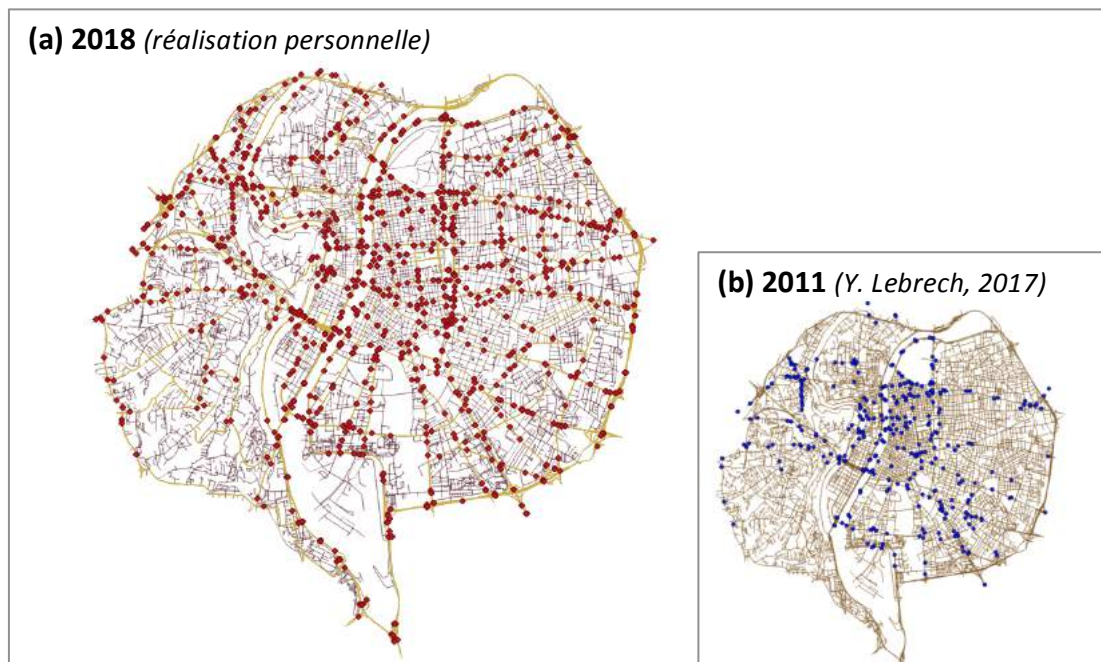 (a) 2018 (réalisation personnelle)
(b) 2011 (Y. Lebrech, 2017)